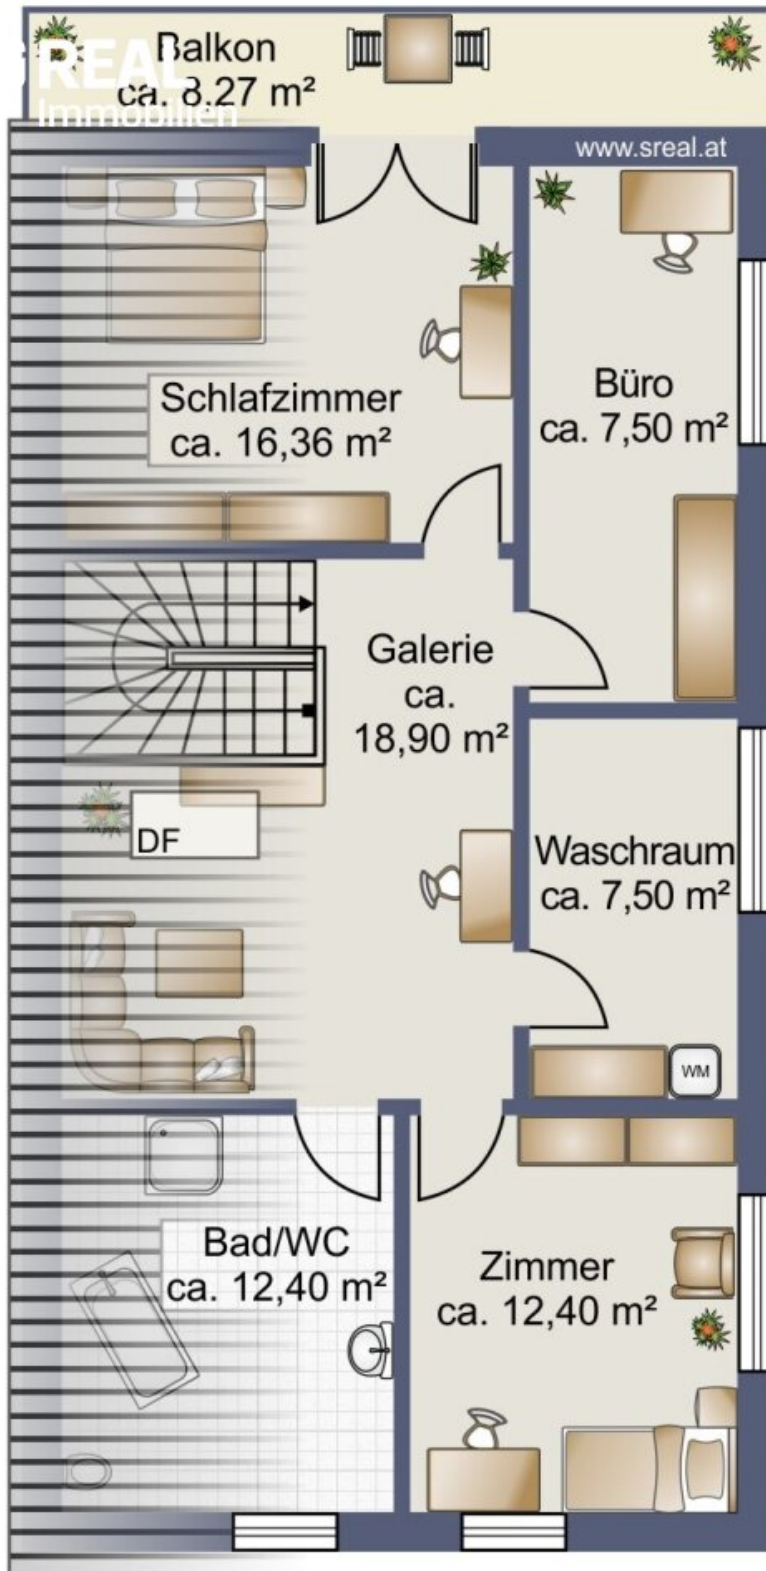 Balkon
ca. 8,27 m²
REAL
Immobilien
www.sreal.at
Schlafzimmer
ca. 16,36 m²
Büro
ca. 7,50 m²
Galerie
ca.
18,90 m²
DF
Waschraum
ca. 7,50 m²
WM
Bad/WC
ca. 12,40 m²
Zimmer
ca. 12,40 m²